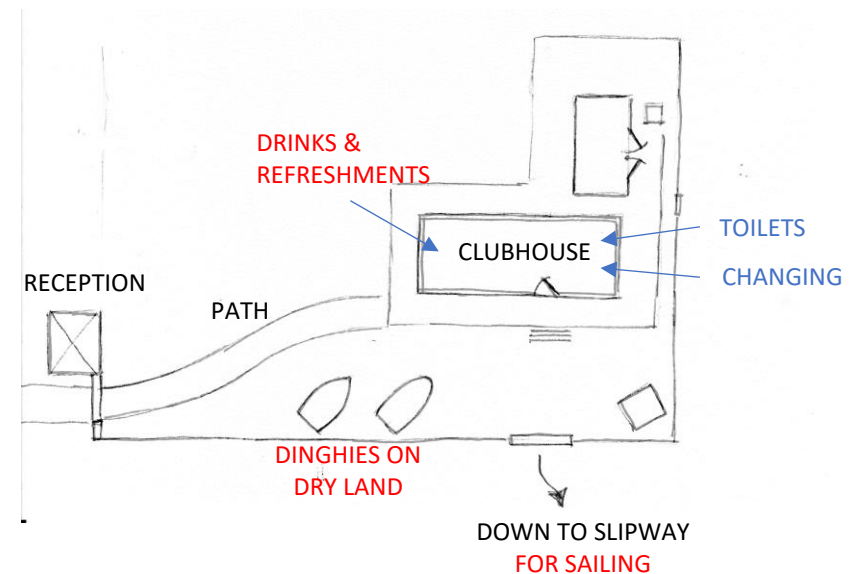 DRINKS &
REFRESHMENTS
TOILETS
CLUBHOUSE
CHANGING
RECEPTION
PATH
DINGHIES ON
DRY LAND
DOWN TO SLIPWAY
FOR SAILING